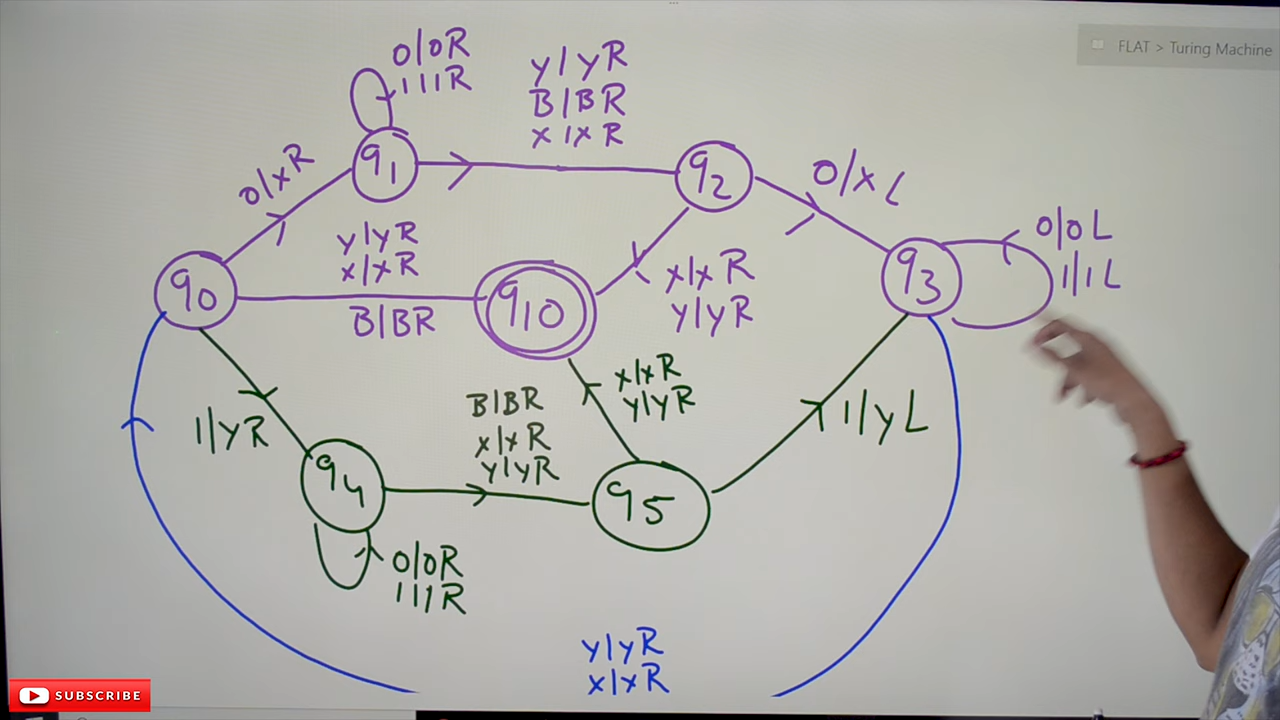 FLAT > Turing Machine
0/0R
1/1R
y/yR
B/BR
x/xR
q1
q2
0/xR
0/xL
y/yR
x/xR
B/BR
q0
q10
x/xR
y/yR
q3
0/0L
1/1L
1/yR
B/BR
x/xR
y/yR
x/xR
y/yR
1/yL
q4
q5
0/0R
1/1R
y/yR
x/xR
SUBSCRIBE